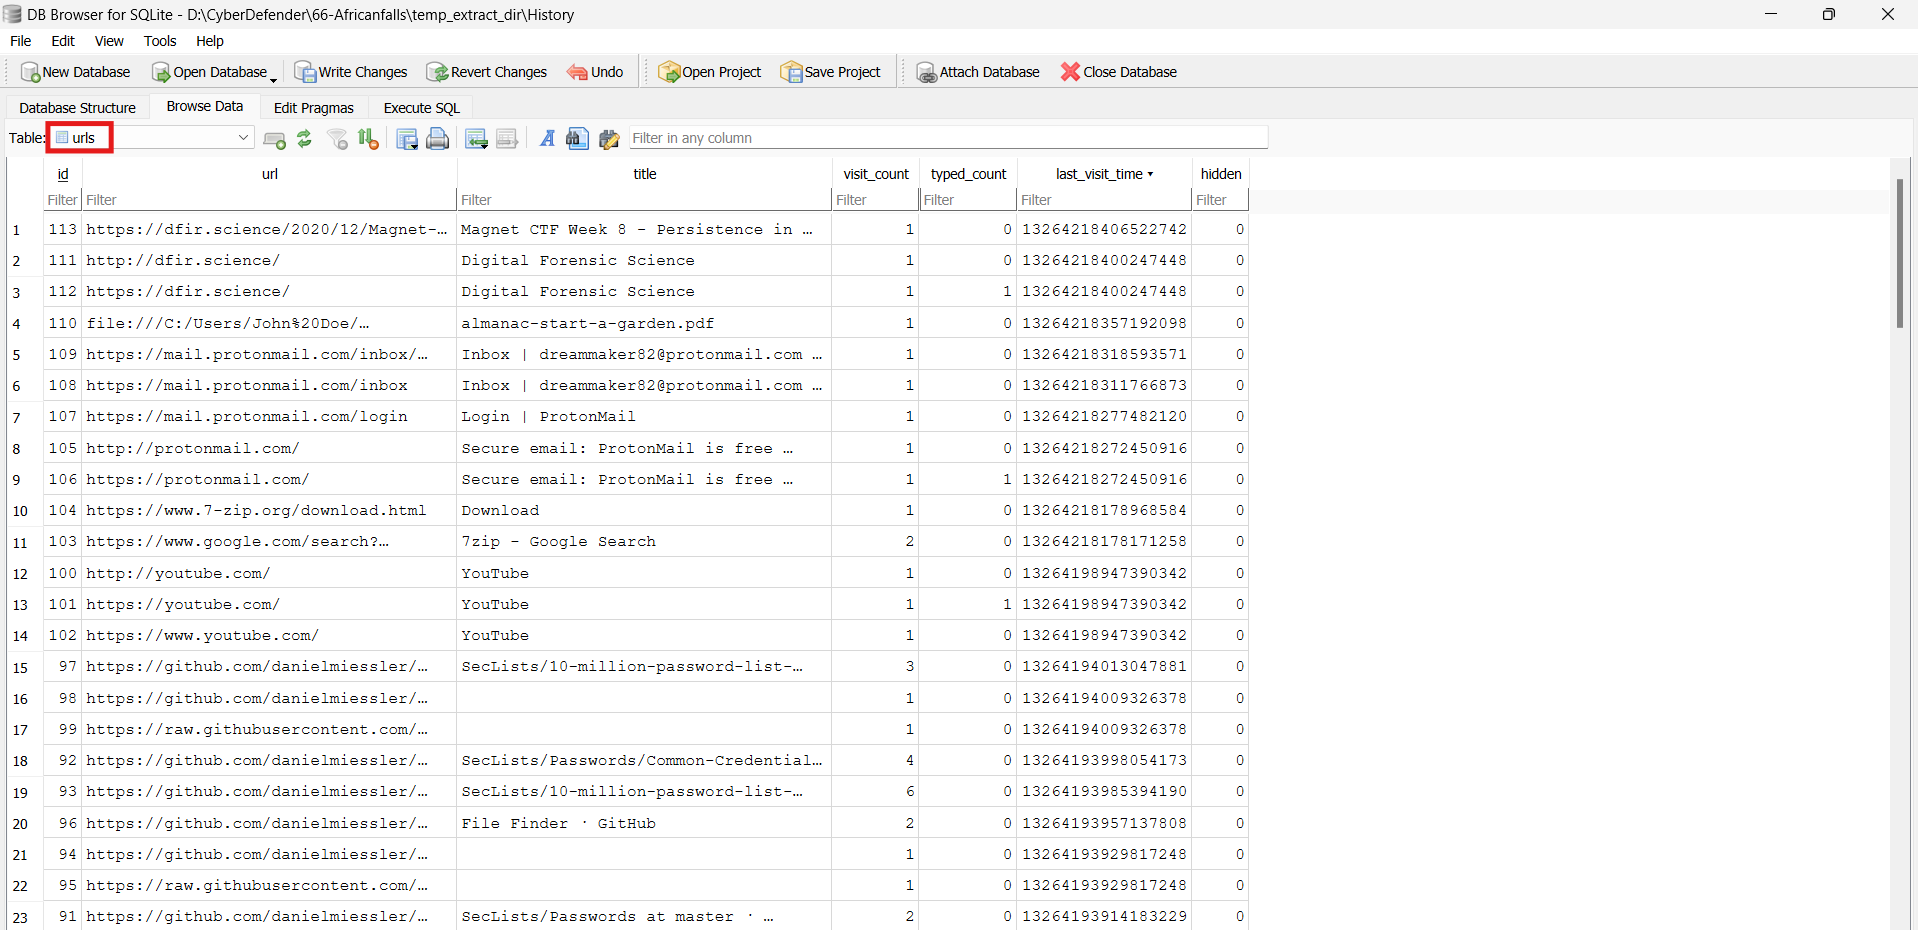 DB Browser for SQLite - D:\CyberDefender\66-Africanfalls\temp_extract_dir\History
File Edit View Tools Help
New Database Open Database Write Changes Revert Changes Undo Open Project Save Project Attach Database Close Database
Database Structure Browse Data Edit Pragmas Execute SQL
Table: urls Filter in any column
id url title visit_count typed_count last_visit_time hidden
Filter Filter Filter Filter Filter Filter Filter
1 113 https://dfir.science/2020/12/Magnet-… Magnet CTF Week 8 - Persistence in … 1 0 13264218406522742 0
2 111 http://dfir.science/ Digital Forensic Science 1 0 13264218400247448 0
3 112 https://dfir.science/ Digital Forensic Science 1 1 13264218400247448 0
4 110 file:///C:/Users/John%20Doe/… almanac-start-a-garden.pdf 1 0 13264218357192098 0
5 109 https://mail.protonmail.com/inbox/… Inbox | dreammaker82@protonmail.com … 1 0 13264218318593571 0
6 108 https://mail.protonmail.com/inbox Inbox | dreammaker82@protonmail.com … 1 0 13264218311766873 0
7 107 https://mail.protonmail.com/login Login | ProtonMail 1 0 13264218277482120 0
8 105 http://protonmail.com/ Secure email: ProtonMail is free … 1 0 13264218272450916 0
9 106 https://protonmail.com/ Secure email: ProtonMail is free … 1 1 13264218272450916 0
10 104 https://www.7-zip.org/download.html Download 1 0 13264218178968584 0
11 103 https://www.google.com/search?… 7zip - Google Search 2 0 13264218178171258 0
12 100 http://youtube.com/ YouTube 1 0 13264198947390342 0
13 101 https://youtube.com/ YouTube 1 1 13264198947390342 0
14 102 https://www.youtube.com/ YouTube 1 0 13264198947390342 0
15 97 https://github.com/danielmiessler/… SecLists/10-million-password-list-… 3 0 13264194013047881 0
16 98 https://github.com/danielmiessler/… 1 0 13264194009326378 0
17 99 https://raw.githubusercontent.com/… 1 0 13264194009326378 0
18 92 https://github.com/danielmiessler/… SecLists/Passwords/Common-Credential… 4 0 13264193998054173 0
19 93 https://github.com/danielmiessler/… SecLists/10-million-password-list-… 6 0 13264193985394190 0
20 96 https://github.com/danielmiessler/… File Finder · GitHub 2 0 13264193957137808 0
21 94 https://github.com/danielmiessler/… 1 0 13264193929817248 0
22 95 https://raw.githubusercontent.com/… 1 0 13264193929817248 0
23 91 https://github.com/danielmiessler/… SecLists/Passwords at master · … 2 0 13264193914183229 0